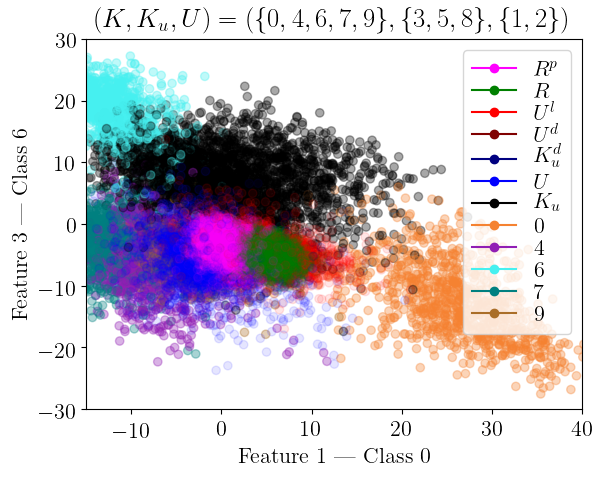 (K, K_u, U) = ({0, 4, 6, 7, 9}, {3, 5, 8}, {1, 2})
30
20
10
0
−10
−20
−30
Feature 3 — Class 6
−10
0
10
20
30
40
Feature 1 — Class 0
R^p
R
U^l
U^d
K_u^d
U
K_u
0
4
6
7
9